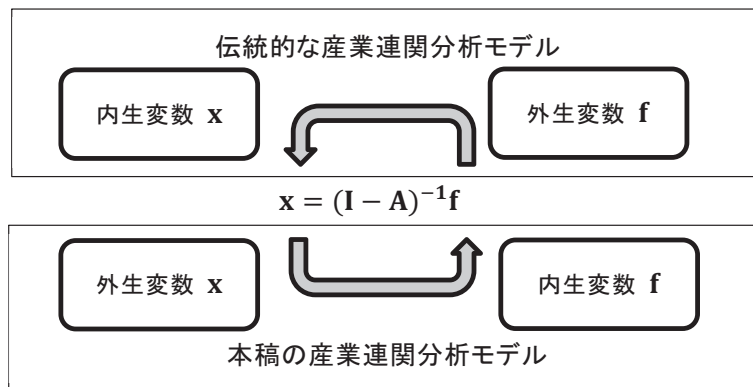 伝統的な産業連関分析モデル
内生変数 x
外生変数 f
x = (I − A)⁻¹f
外生変数 x
内生変数 f
本稿の産業連関分析モデル